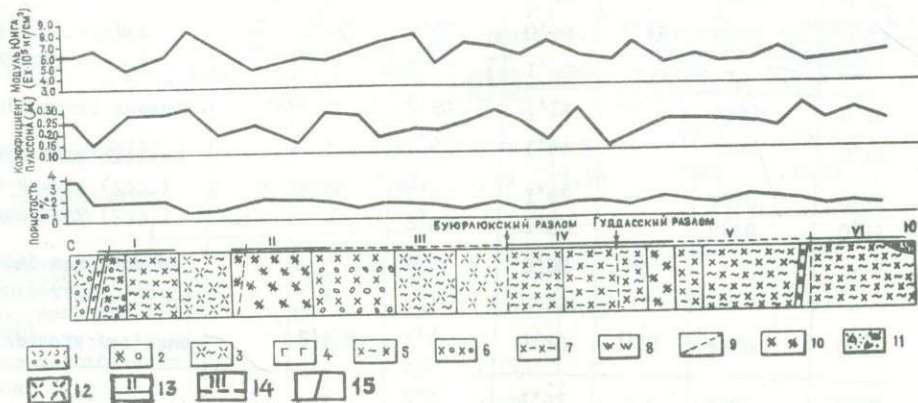 Модуль Юнга
(Ex·10⁵ кг/см²)
9.0
8.0
7.0
6.0
5.0
4.0
3.0
Коэффициент
Пуассона (μ)
0.30
0.25
0.20
0.15
0.10
Пористость
в %
4
3
2
1
0
Буюрлюкский разлом Гуддасский разлом
С I II III IV V VI Ю
1 2 3 4 5 6 7 8 9 10 11
12 13 14 15